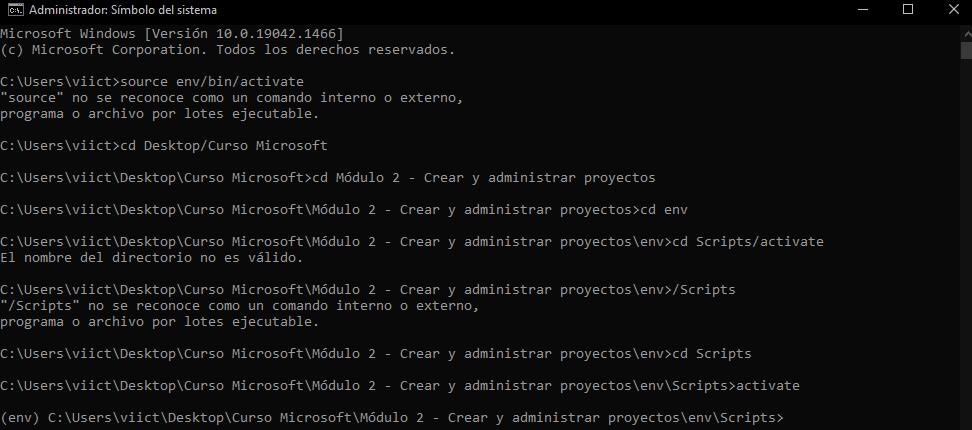 Administrador: Símbolo del sistema
Microsoft Windows [Versión 10.0.19042.1466]
(c) Microsoft Corporation. Todos los derechos reservados.
C:\Users\viict>source env/bin/activate
"source" no se reconoce como un comando interno o externo,
programa o archivo por lotes ejecutable.
C:\Users\viict>cd Desktop/Curso Microsoft
C:\Users\viict\Desktop\Curso Microsoft>cd Módulo 2 - Crear y administrar proyectos
C:\Users\viict\Desktop\Curso Microsoft\Módulo 2 - Crear y administrar proyectos>cd env
C:\Users\viict\Desktop\Curso Microsoft\Módulo 2 - Crear y administrar proyectos\env>cd Scripts/activate
El nombre del directorio no es válido.
C:\Users\viict\Desktop\Curso Microsoft\Módulo 2 - Crear y administrar proyectos\env>/Scripts
"/Scripts" no se reconoce como un comando interno o externo,
programa o archivo por lotes ejecutable.
C:\Users\viict\Desktop\Curso Microsoft\Módulo 2 - Crear y administrar proyectos\env>cd Scripts
C:\Users\viict\Desktop\Curso Microsoft\Módulo 2 - Crear y administrar proyectos\env\Scripts>activate
(env) C:\Users\viict\Desktop\Curso Microsoft\Módulo 2 - Crear y administrar proyectos\env\Scripts>